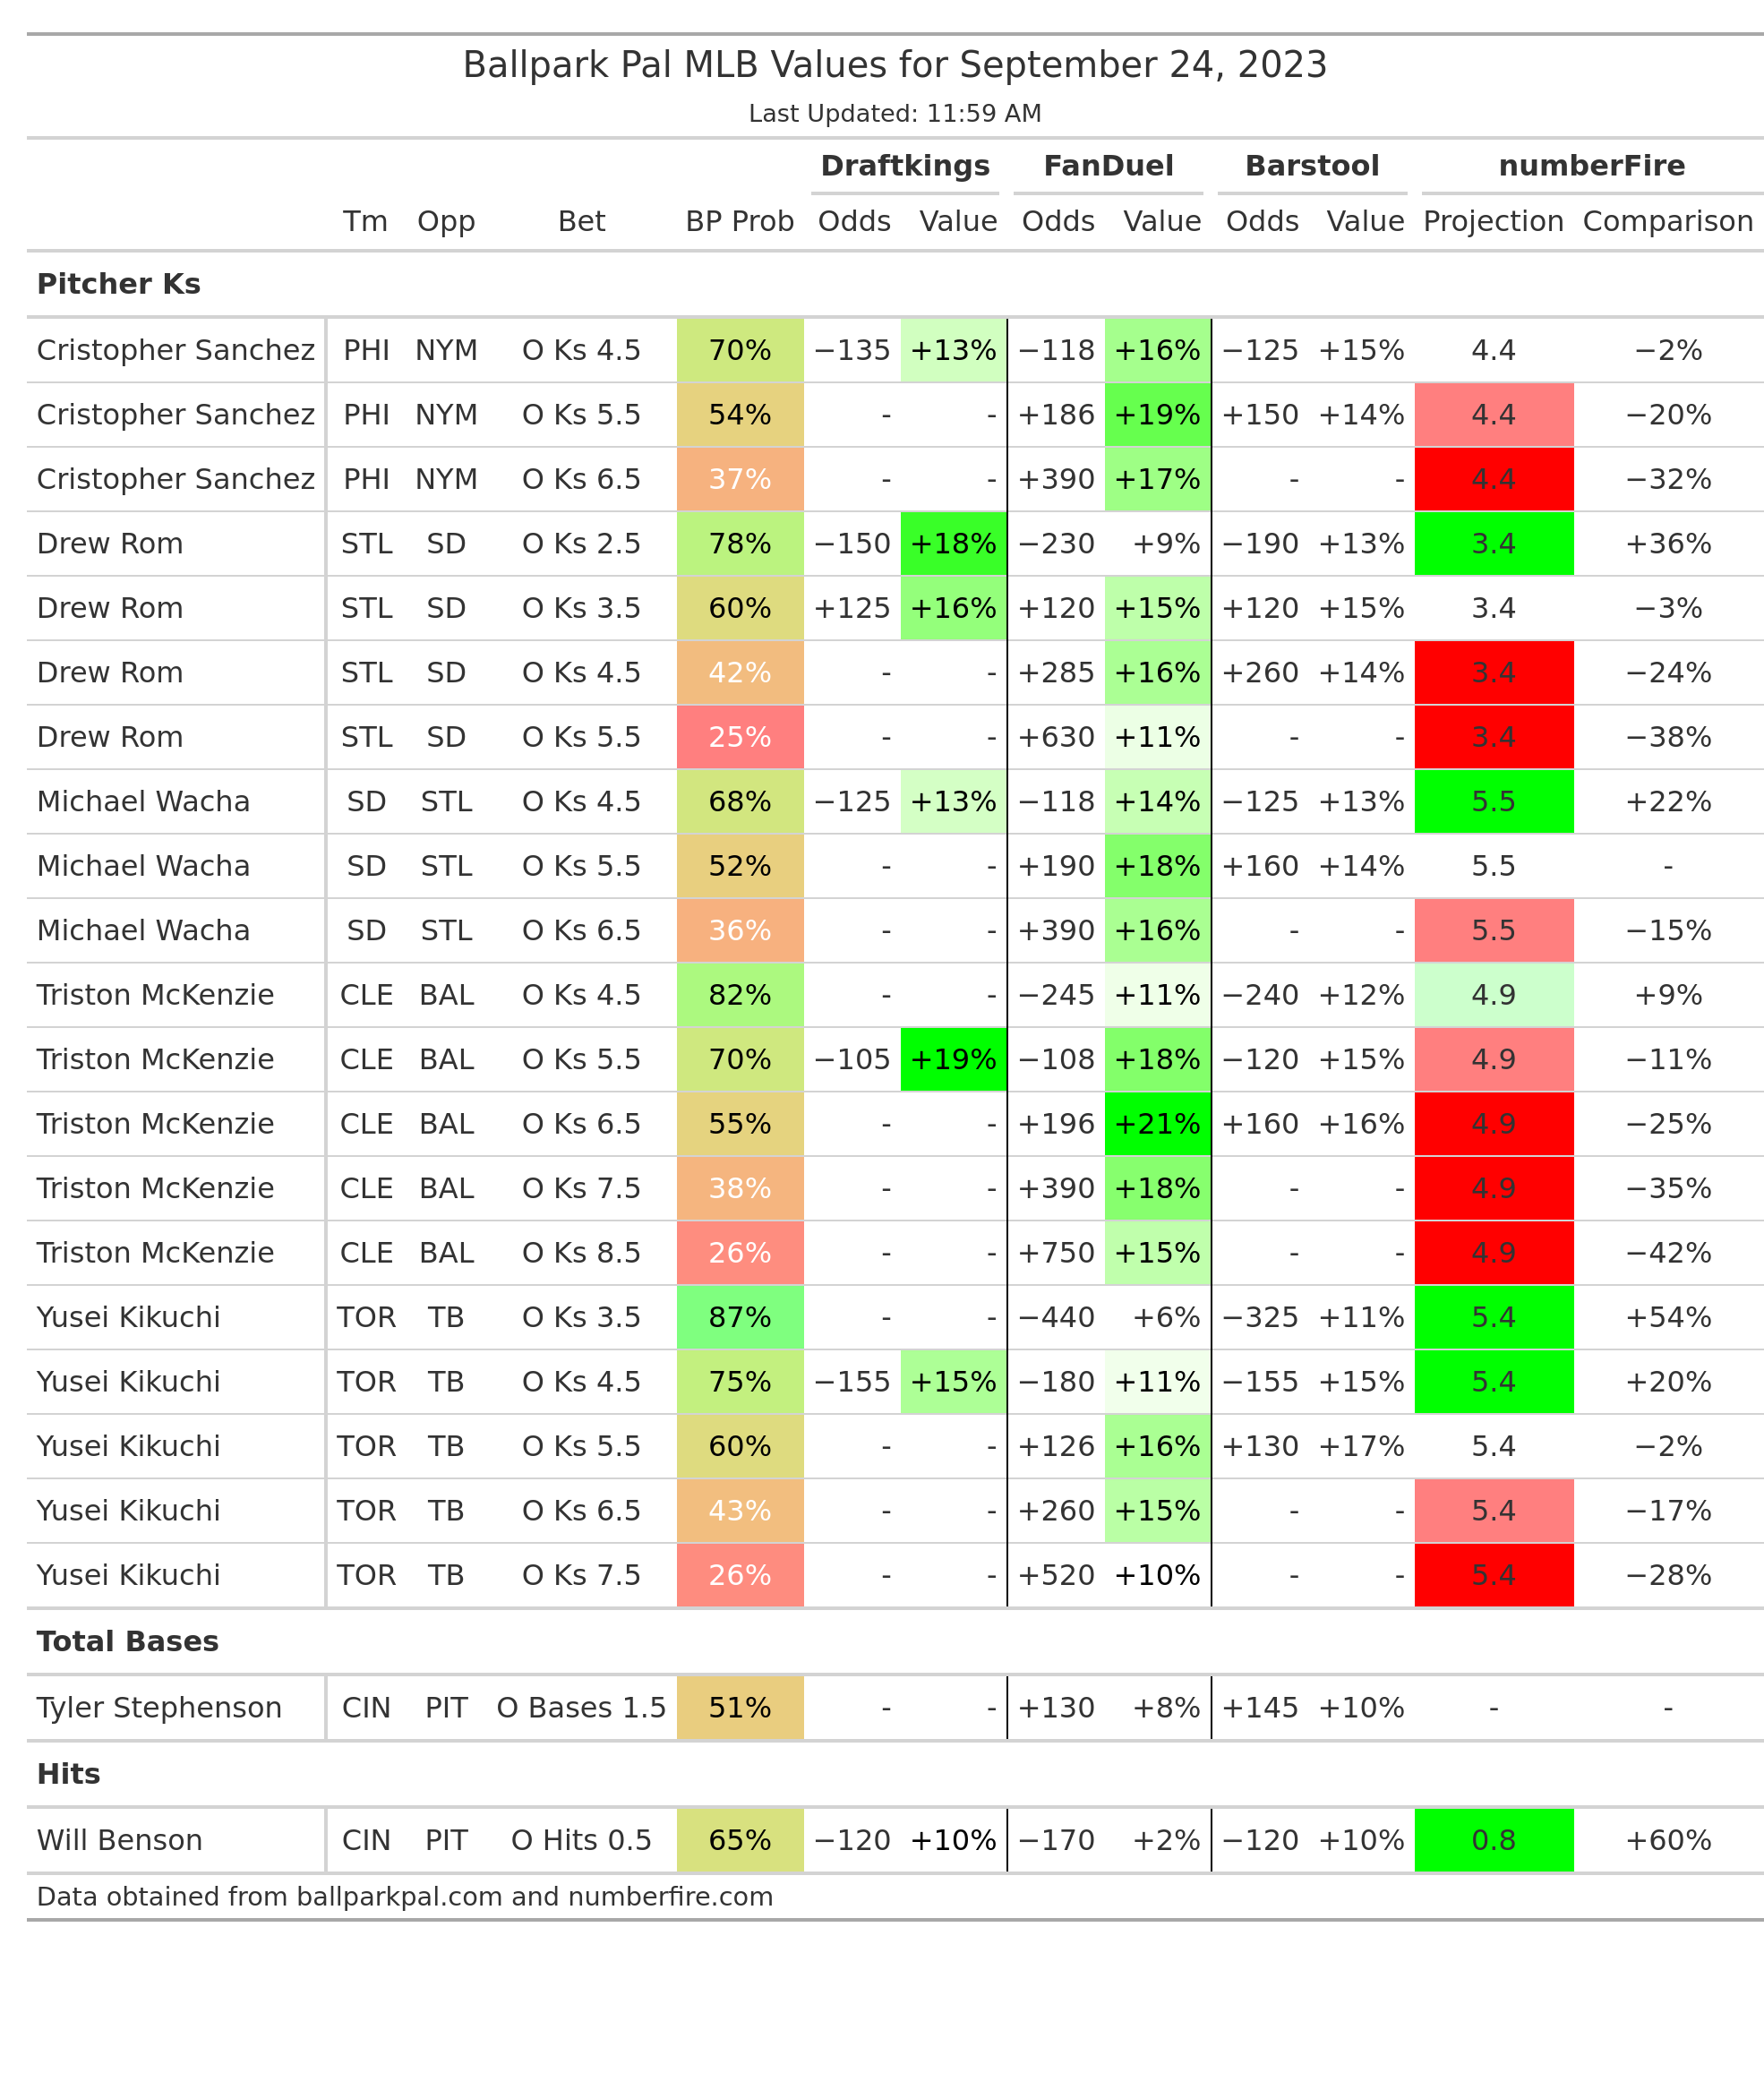 Ballpark Pal MLB Values for September 24, 2023
Last Updated: 11:59 AM
Draftkings FanDuel Barstool numberFire
Tm Opp Bet BP Prob Odds Value Odds Value Odds Value Projection Comparison
Pitcher Ks
Cristopher Sanchez PHI NYM O Ks 4.5 70% −135 +13% −118 +16% −125 +15% 4.4 −2%
Cristopher Sanchez PHI NYM O Ks 5.5 54% - - +186 +19% +150 +14% 4.4 −20%
Cristopher Sanchez PHI NYM O Ks 6.5 37% - - +390 +17% - - 4.4 −32%
Drew Rom STL SD O Ks 2.5 78% −150 +18% −230 +9% −190 +13% 3.4 +36%
Drew Rom STL SD O Ks 3.5 60% +125 +16% +120 +15% +120 +15% 3.4 −3%
Drew Rom STL SD O Ks 4.5 42% - - +285 +16% +260 +14% 3.4 −24%
Drew Rom STL SD O Ks 5.5 25% - - +630 +11% - - 3.4 −38%
Michael Wacha SD STL O Ks 4.5 68% −125 +13% −118 +14% −125 +13% 5.5 +22%
Michael Wacha SD STL O Ks 5.5 52% - - +190 +18% +160 +14% 5.5 -
Michael Wacha SD STL O Ks 6.5 36% - - +390 +16% - - 5.5 −15%
Triston McKenzie CLE BAL O Ks 4.5 82% - - −245 +11% −240 +12% 4.9 +9%
Triston McKenzie CLE BAL O Ks 5.5 70% −105 +19% −108 +18% −120 +15% 4.9 −11%
Triston McKenzie CLE BAL O Ks 6.5 55% - - +196 +21% +160 +16% 4.9 −25%
Triston McKenzie CLE BAL O Ks 7.5 38% - - +390 +18% - - 4.9 −35%
Triston McKenzie CLE BAL O Ks 8.5 26% - - +750 +15% - - 4.9 −42%
Yusei Kikuchi TOR TB O Ks 3.5 87% - - −440 +6% −325 +11% 5.4 +54%
Yusei Kikuchi TOR TB O Ks 4.5 75% −155 +15% −180 +11% −155 +15% 5.4 +20%
Yusei Kikuchi TOR TB O Ks 5.5 60% - - +126 +16% +130 +17% 5.4 −2%
Yusei Kikuchi TOR TB O Ks 6.5 43% - - +260 +15% - - 5.4 −17%
Yusei Kikuchi TOR TB O Ks 7.5 26% - - +520 +10% - - 5.4 −28%
Total Bases
Tyler Stephenson CIN PIT O Bases 1.5 51% - - +130 +8% +145 +10% - -
Hits
Will Benson CIN PIT O Hits 0.5 65% −120 +10% −170 +2% −120 +10% 0.8 +60%
Data obtained from ballparkpal.com and numberfire.com